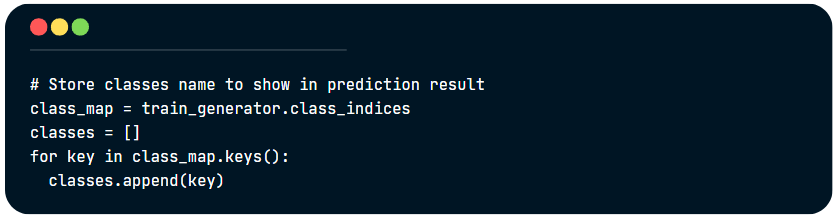 # Store classes name to show in prediction result
class_map = train_generator.class_indices
classes = []
for key in class_map.keys():
  classes.append(key)